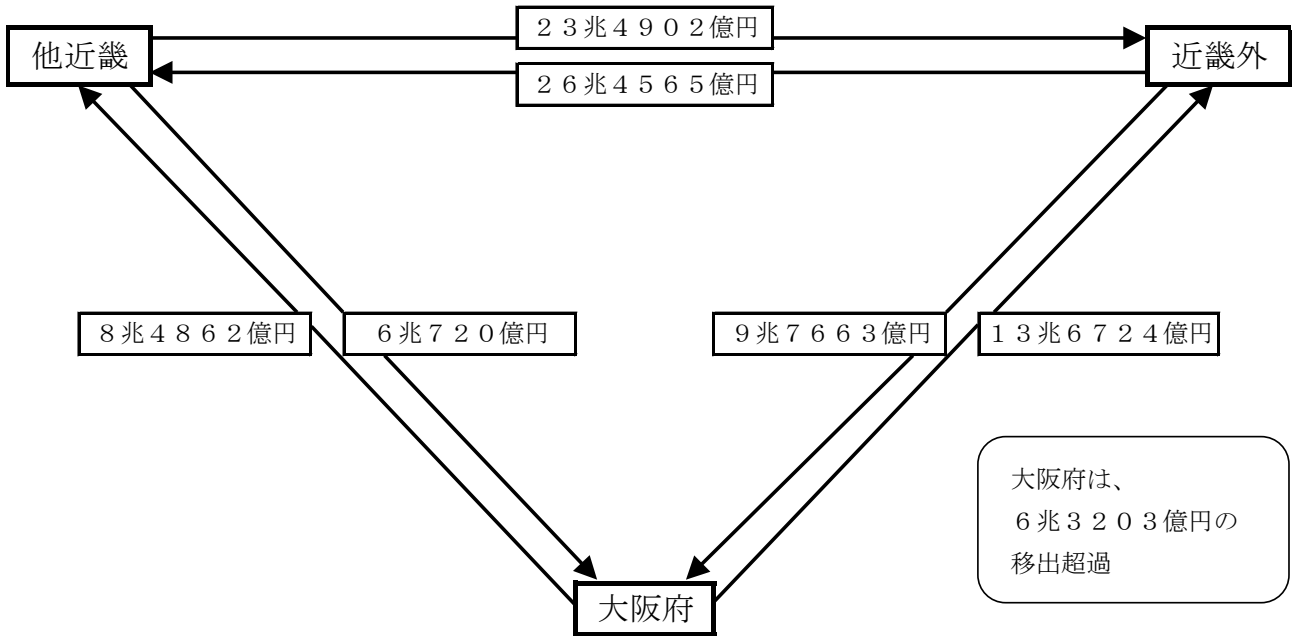 ２３兆４９０２億円
他近畿
近畿外
２６兆４５６５億円
８兆４８６２億円
６兆７２０億円
９兆７６６３億円
１３兆６７２４億円
大阪府は、
６兆３２０３億円の
移出超過
大阪府